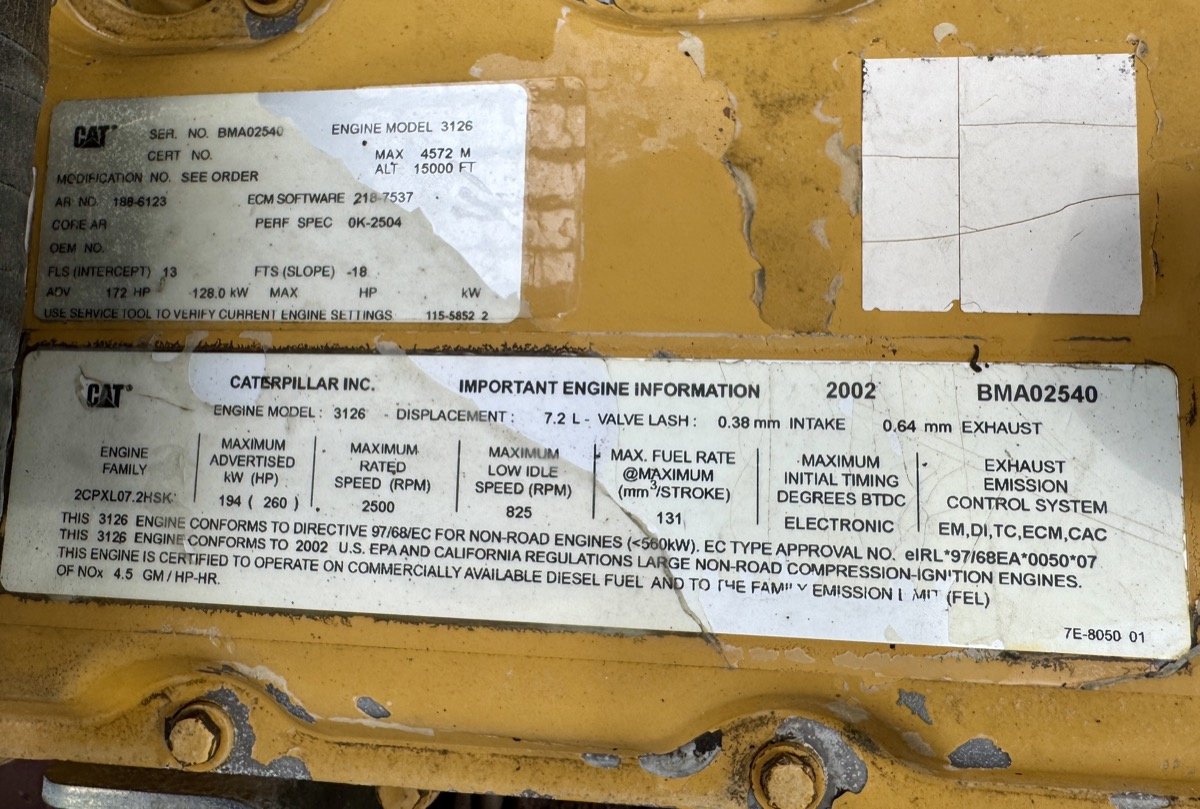 CAT SER. NO. BMA02540 ENGINE MODEL 3126
CERT NO. MAX 4572 M
ALT 15000 FT
MODIFICATION NO. SEE ORDER
AR NO. 188-6123 ECM SOFTWARE 218-7537
CORE AR PERF SPEC 0K-2504
OEM NO.
FLS (INTERCEPT) 13 FTS (SLOPE) -18
ADV 172 HP 128.0 kW MAX HP kW
USE SERVICE TOOL TO VERIFY CURRENT ENGINE SETTINGS 115-5852 2
CAT CATERPILLAR INC. IMPORTANT ENGINE INFORMATION 2002 BMA02540
ENGINE MODEL : 3126 - DISPLACEMENT : 7.2 L - VALVE LASH : 0.38 mm INTAKE 0.64 mm EXHAUST
ENGINE
FAMILY
2CPXL07.2HSK
MAXIMUM
ADVERTISED
kW (HP)
194 ( 260 )
MAXIMUM
RATED
SPEED (RPM)
2500
MAXIMUM
LOW IDLE
SPEED (RPM)
825
MAX. FUEL RATE
@MAXIMUM
(mm³/STROKE)
131
MAXIMUM
INITIAL TIMING
DEGREES BTDC
ELECTRONIC
EXHAUST
EMISSION
CONTROL SYSTEM
EM,DI,TC,ECM,CAC
THIS 3126 ENGINE CONFORMS TO DIRECTIVE 97/68/EC FOR NON-ROAD ENGINES (<560kW). EC TYPE APPROVAL NO. eIRL*97/68EA*0050*07
THIS 3126 ENGINE CONFORMS TO 2002 U.S. EPA AND CALIFORNIA REGULATIONS LARGE NON-ROAD COMPRESSION-IGNITION ENGINES.
THIS ENGINE IS CERTIFIED TO OPERATE ON COMMERCIALLY AVAILABLE DIESEL FUEL AND TO THE FAMILY EMISSION LIMIT (FEL)
OF NOx 4.5 GM / HP-HR.
7E-8050 01